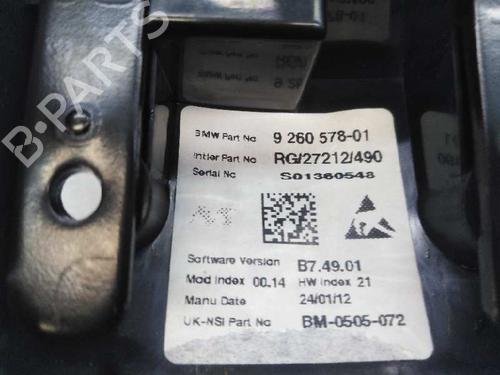 B-PARTS
BMW Part No 9 260 578-01
Intier Part No RG/27212/490
Serial No S01360548
Software Version B7.49.01
Mod Index 00.14 HW Index 21
Manu Date 24/01/12
UK-NSI Part No BM-0505-072